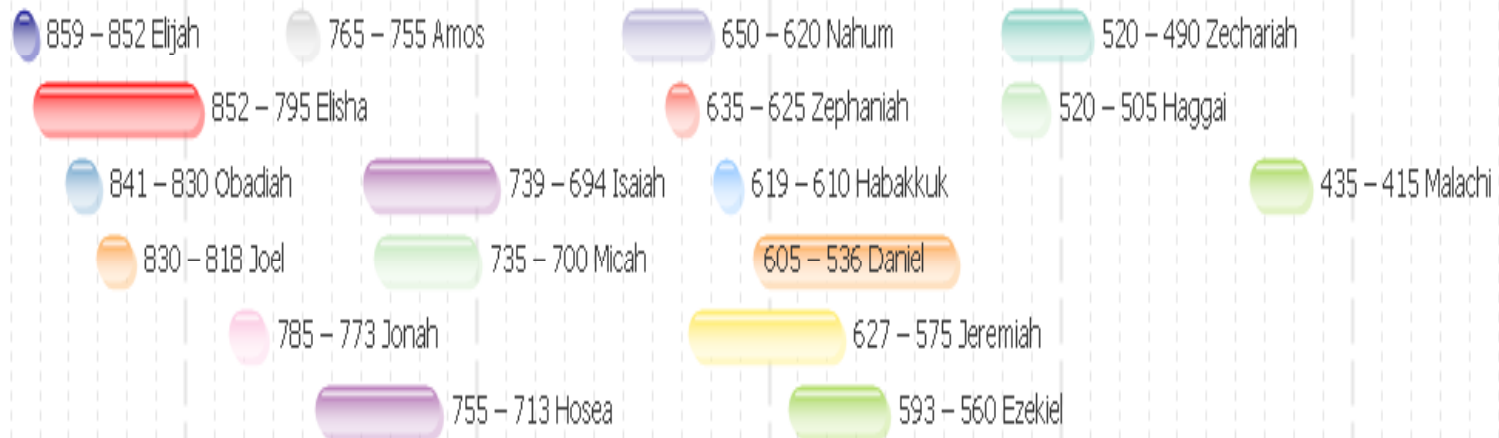 859 – 852 Elijah
765 – 755 Amos
650 – 620 Nahum
520 – 490 Zechariah
852 – 795 Elisha
635 – 625 Zephaniah
520 – 505 Haggai
841 – 830 Obadiah
739 – 694 Isaiah
619 – 610 Habakkuk
435 – 415 Malachi
830 – 818 Joel
735 – 700 Micah
605 – 536 Daniel
785 – 773 Jonah
627 – 575 Jeremiah
755 – 713 Hosea
593 – 560 Ezekiel